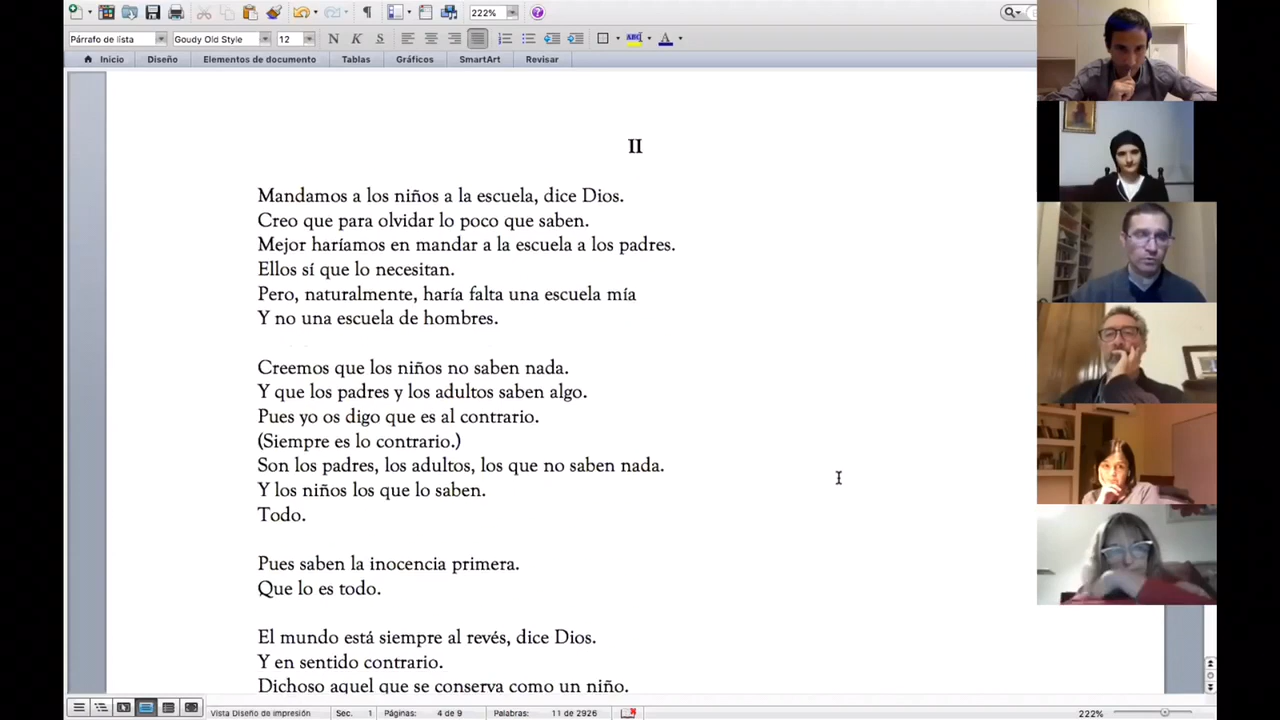 222%
Párrafo de lista
Goudy Old Style
12
N K S
ABC
A
Inicio Diseño Elementos de documento Tablas Gráficos SmartArt Revisar
II
Mandamos a los niños a la escuela, dice Dios.
Creo que para olvidar lo poco que saben.
Mejor haríamos en mandar a la escuela a los padres.
Ellos sí que lo necesitan.
Pero, naturalmente, haría falta una escuela mía
Y no una escuela de hombres.
Creemos que los niños no saben nada.
Y que los padres y los adultos saben algo.
Pues yo os digo que es al contrario.
(Siempre es lo contrario.)
Son los padres, los adultos, los que no saben nada.
Y los niños los que lo saben.
Todo.
Pues saben la inocencia primera.
Que lo es todo.
El mundo está siempre al revés, dice Dios.
Y en sentido contrario.
Dichoso aquel que se conserva como un niño.
Vista Diseño de impresión Sec. 1 Páginas: 4 de 9 Palabras: 11 de 2926 222%